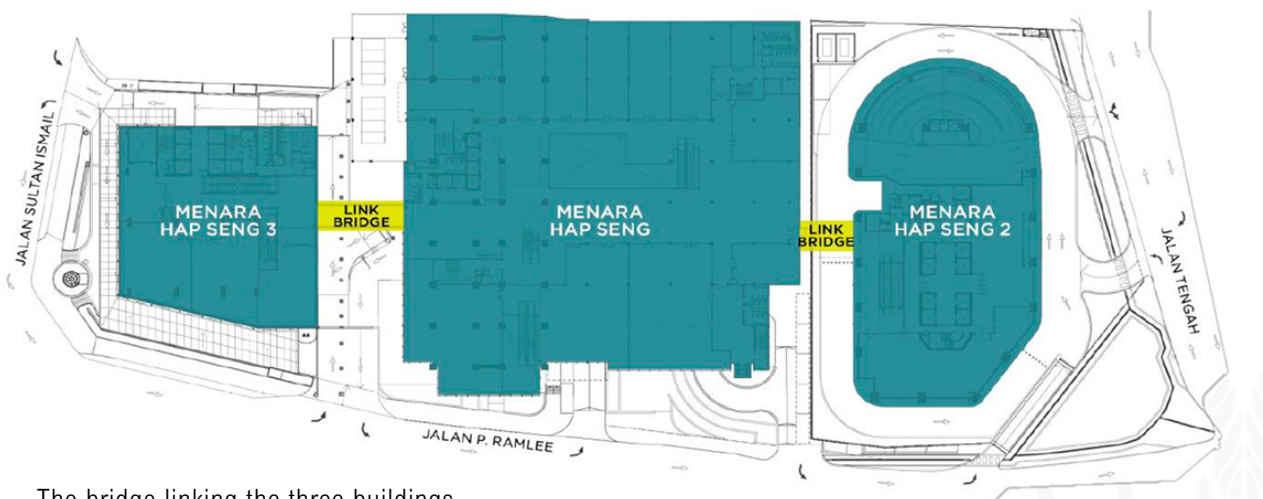 JALAN SULTAN ISMAIL
MENARA
HAP SENG 3
LINK
BRIDGE
MENARA
HAP SENG
LINK
BRIDGE
MENARA
HAP SENG 2
JALAN TENGAH
JALAN P. RAMLEE
The bridge linking the three buildings